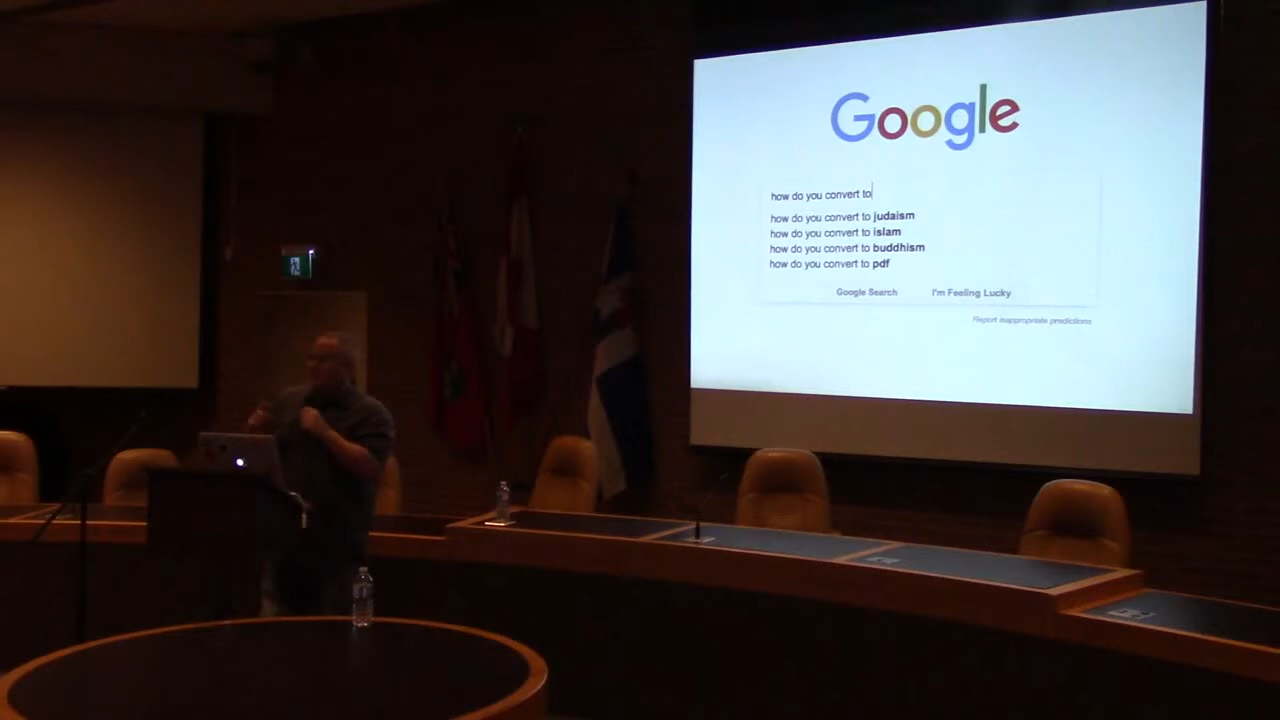 Google
how do you convert to
how do you convert to judaism
how do you convert to islam
how do you convert to buddhism
how do you convert to pdf
Google Search I'm Feeling Lucky
Report inappropriate predictions